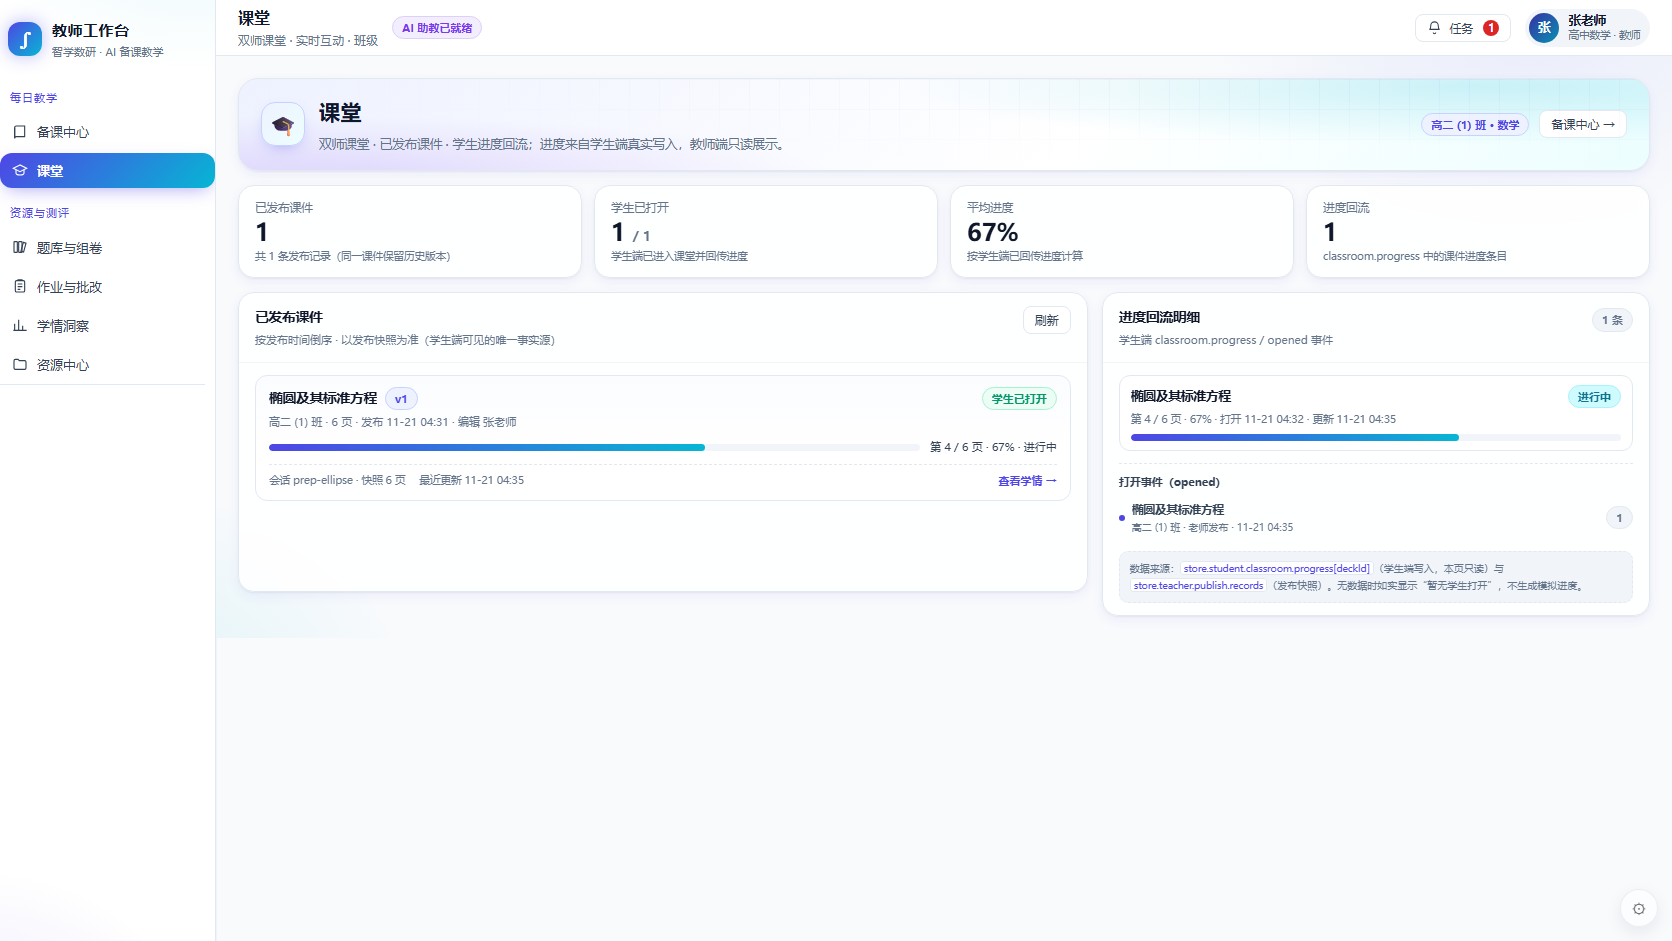 教师工作台
智学数研 · AI 备课教学
每日教学
备课中心
课堂
资源与测评
题库与组卷
作业与批改
学情洞察
资源中心
课堂
双师课堂 · 实时互动 · 班级
AI 助教已就绪
任务 1
张
张老师
高中数学 · 教师
课堂
双师课堂 · 已发布课件 · 学生进度回流；进度来自学生端真实写入，教师端只读展示。
高二 (1) 班 • 数学
备课中心 →
已发布课件
1
共 1 条发布记录（同一课件保留历史版本）
学生已打开
1 / 1
学生端已进入课堂并回传进度
平均进度
67%
按学生端已回传进度计算
进度回流
1
classroom.progress 中的课件进度条目
已发布课件
按发布时间倒序 · 以发布快照为准（学生端可见的唯一事实源）
刷新
椭圆及其标准方程 v1
学生已打开
高二 (1) 班 · 6 页 · 发布 11-21 04:31 · 编辑 张老师
第 4 / 6 页 · 67% · 进行中
会话 prep-ellipse · 快照 6 页 最近更新 11-21 04:35
查看学情 →
进度回流明细
学生端 classroom.progress / opened 事件
1 条
椭圆及其标准方程
进行中
第 4 / 6 页 · 67% · 打开 11-21 04:32 · 更新 11-21 04:35
打开事件（opened）
椭圆及其标准方程
高二 (1) 班 · 老师发布 · 11-21 04:35
1
数据来源： store.student.classroom.progress[deckId] （学生端写入，本页只读）与
store.teacher.publish.records （发布快照）。无数据时如实显示“暂无学生打开”，不生成模拟进度。